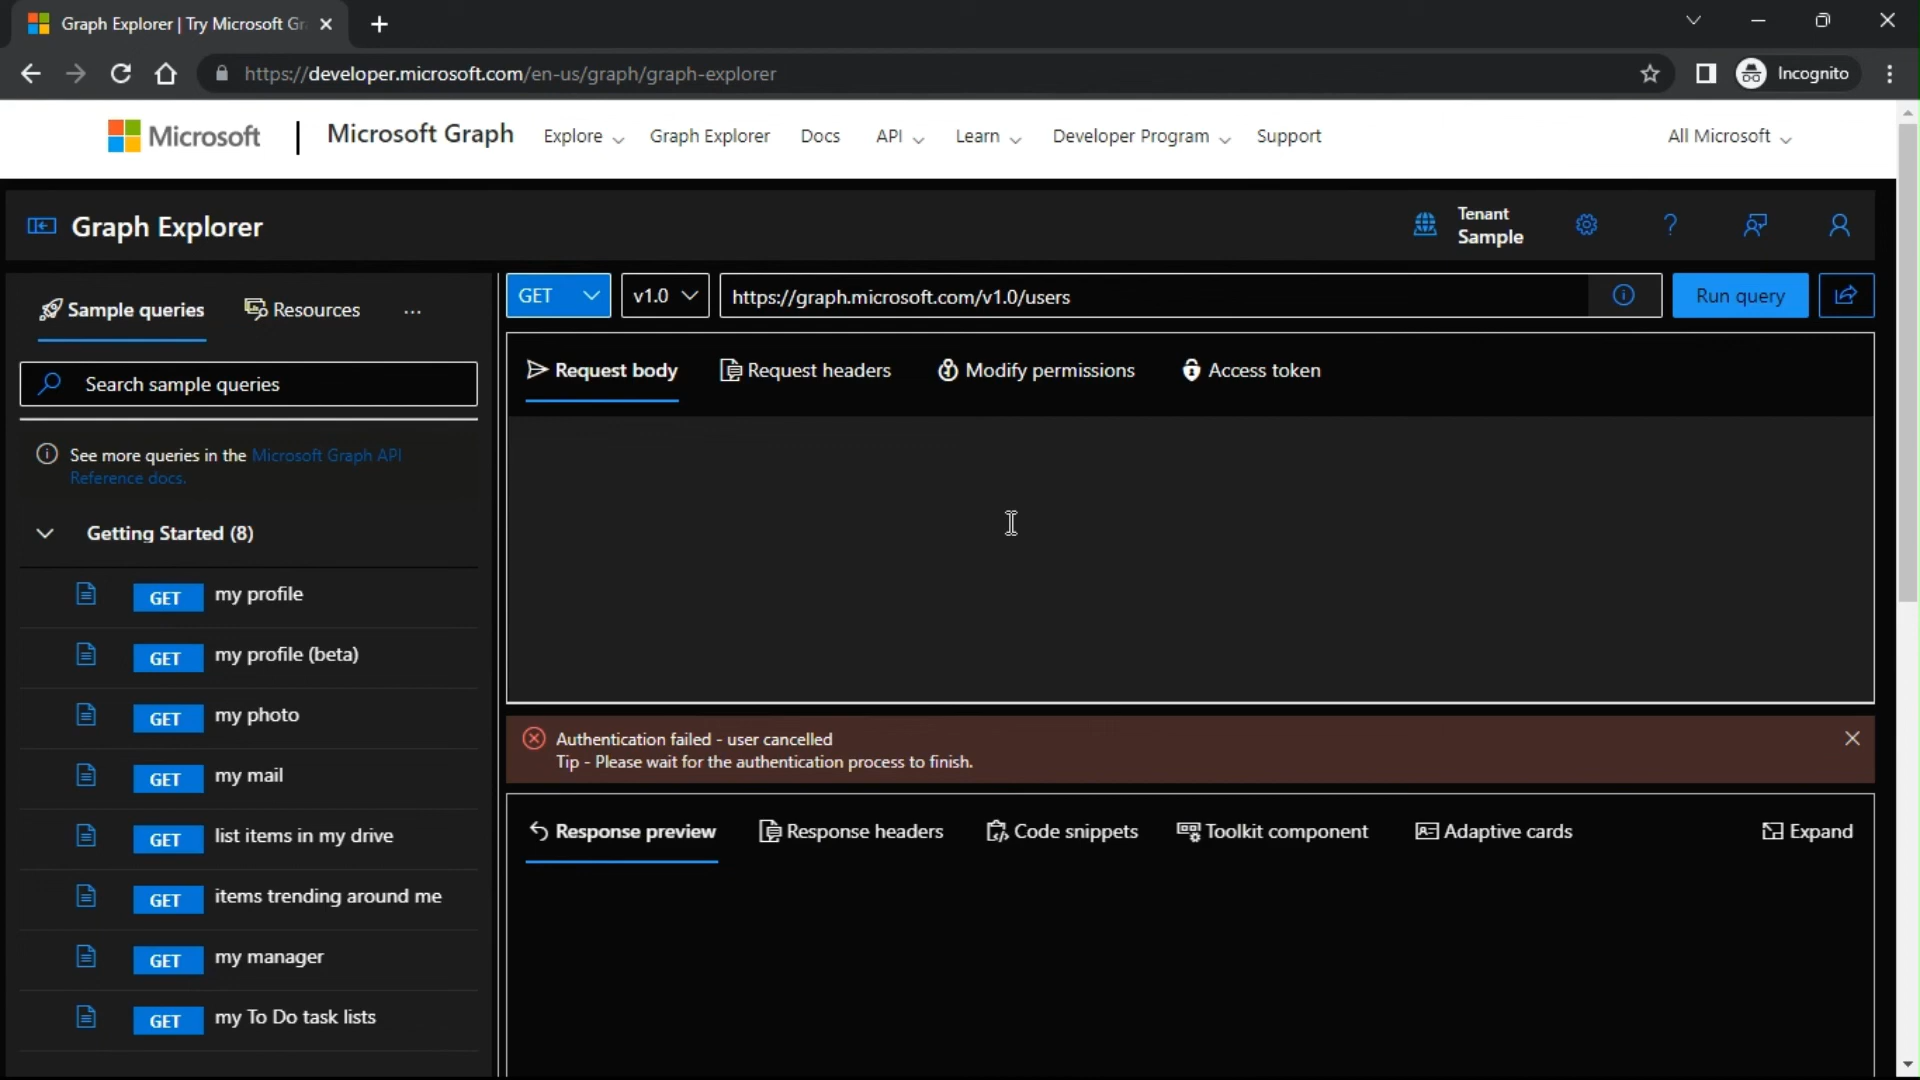 Graph Explorer | Try Microsoft Gr
https://developer.microsoft.com/en-us/graph/graph-explorer
Incognito
Microsoft
Microsoft Graph
Explore
Graph Explorer
Docs
API
Learn
Developer Program
Support
All Microsoft
Graph Explorer
Tenant
Sample
Sample queries
Resources
...
Search sample queries
See more queries in the Microsoft Graph API
Reference docs.
Getting Started (8)
GET my profile
GET my profile (beta)
GET my photo
GET my mail
GET list items in my drive
GET items trending around me
GET my manager
GET my To Do task lists
GET
v1.0
https://graph.microsoft.com/v1.0/users
Run query
Request body
Request headers
Modify permissions
Access token
Authentication failed - user cancelled
Tip - Please wait for the authentication process to finish.
Response preview
Response headers
Code snippets
Toolkit component
Adaptive cards
Expand